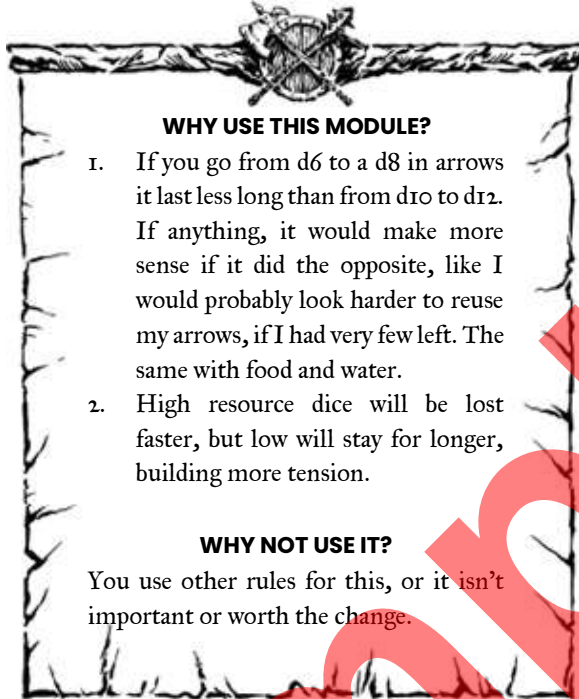 WHY USE THIS MODULE?
1. If you go from d6 to a d8 in arrows
it last less long than from d10 to d12.
If anything, it would make more
sense if it did the opposite, like I
would probably look harder to reuse
my arrows, if I had very few left. The
same with food and water.
2. High resource dice will be lost
faster, but low will stay for longer,
building more tension.
WHY NOT USE IT?
You use other rules for this, or it isn't
important or worth the change.